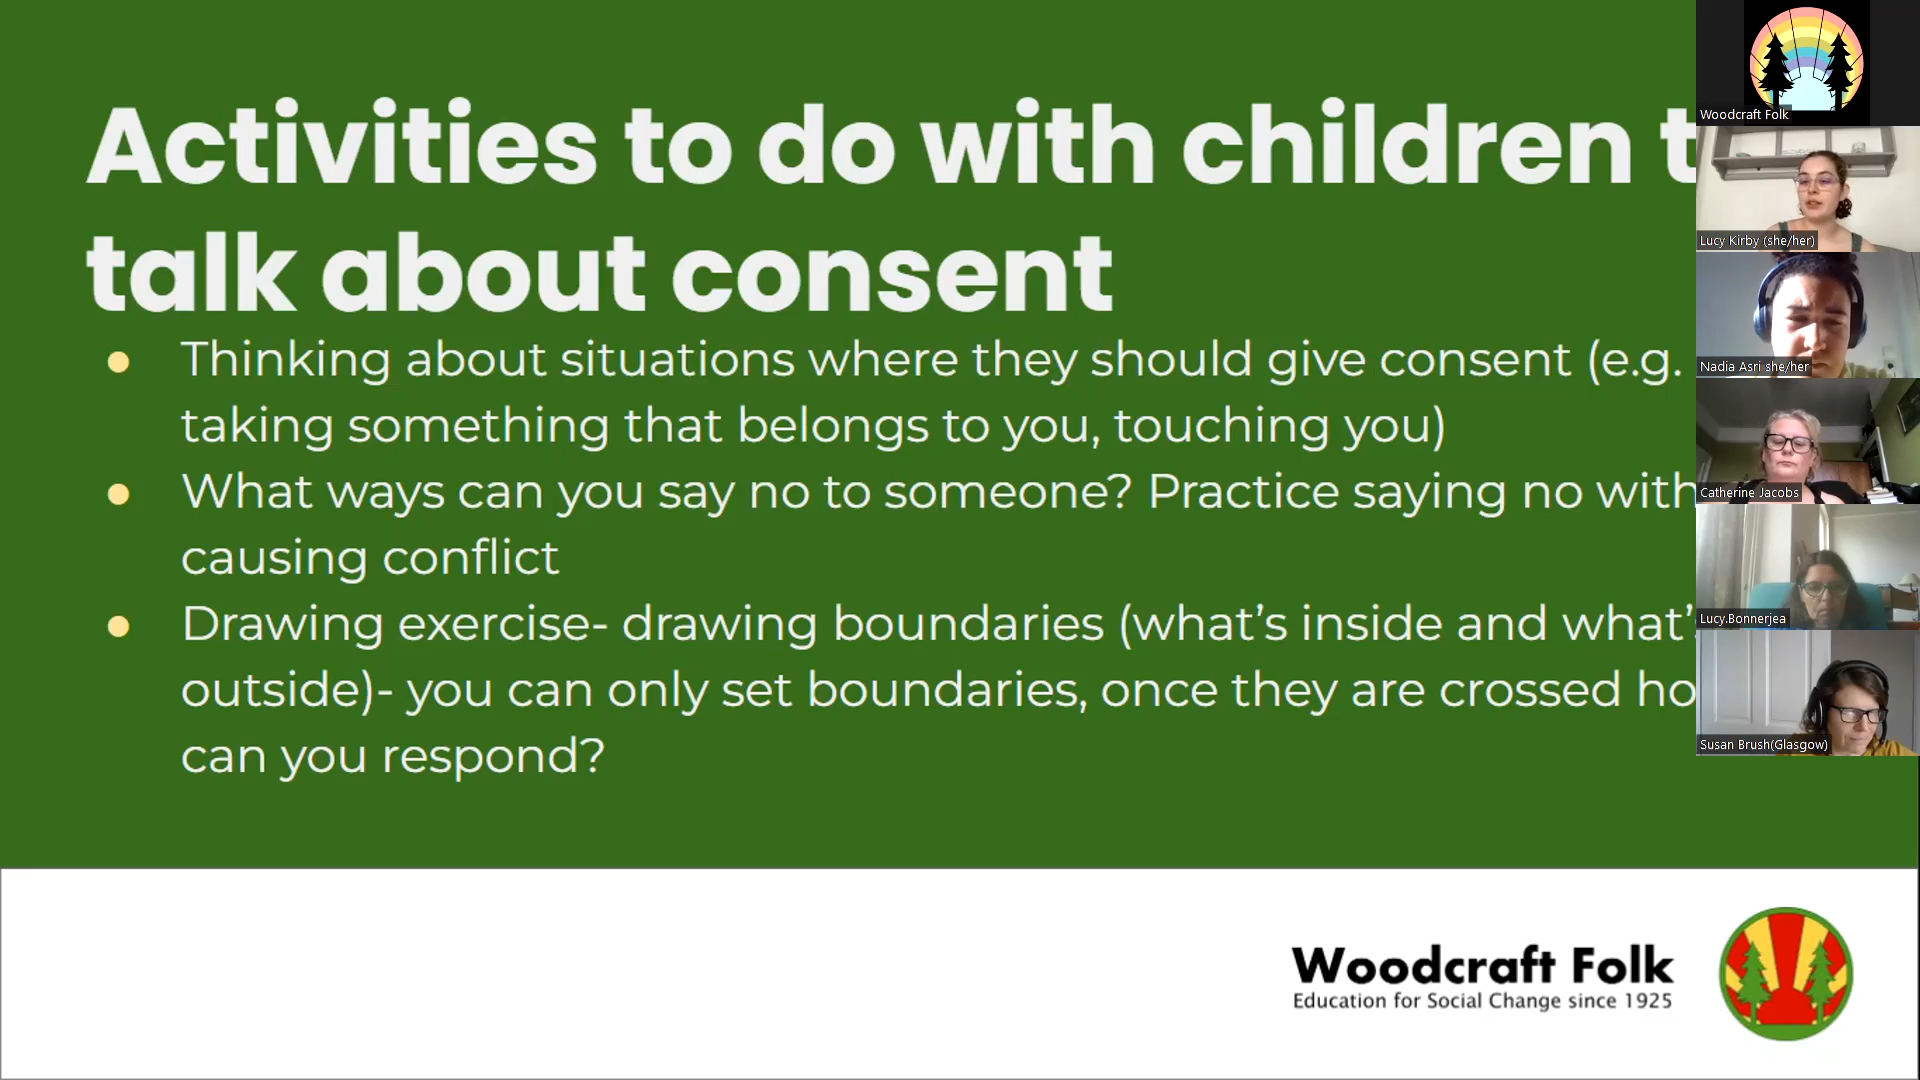 Activities to do with children t
talk about consent
Thinking about situations where they should give consent (e.g.
taking something that belongs to you, touching you)
What ways can you say no to someone? Practice saying no with
causing conflict
Drawing exercise- drawing boundaries (what's inside and what'
outside)- you can only set boundaries, once they are crossed ho
can you respond?
Woodcraft Folk
Education for Social Change since 1925
Woodcraft Folk
Lucy Kirby (she/her)
Nadia Asri she/her
Catherine Jacobs
Lucy.Bonnerjea
Susan Brush(Glasgow)